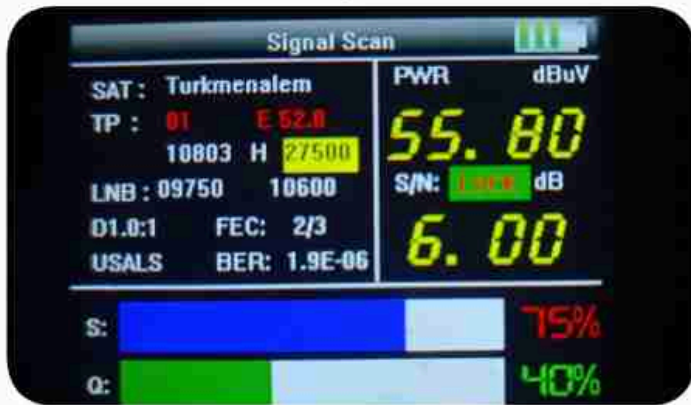 Signal Scan
SAT : Turkmenalem
TP : 01 E 52.0
10803 H 27500
LNB : 09750 10600
D1.0:1 FEC: 2/3
USALS BER: 1.9E-06
PWR dBuV
55.80
S/N: Lock dB
6.00
S: 75%
Q: 40%